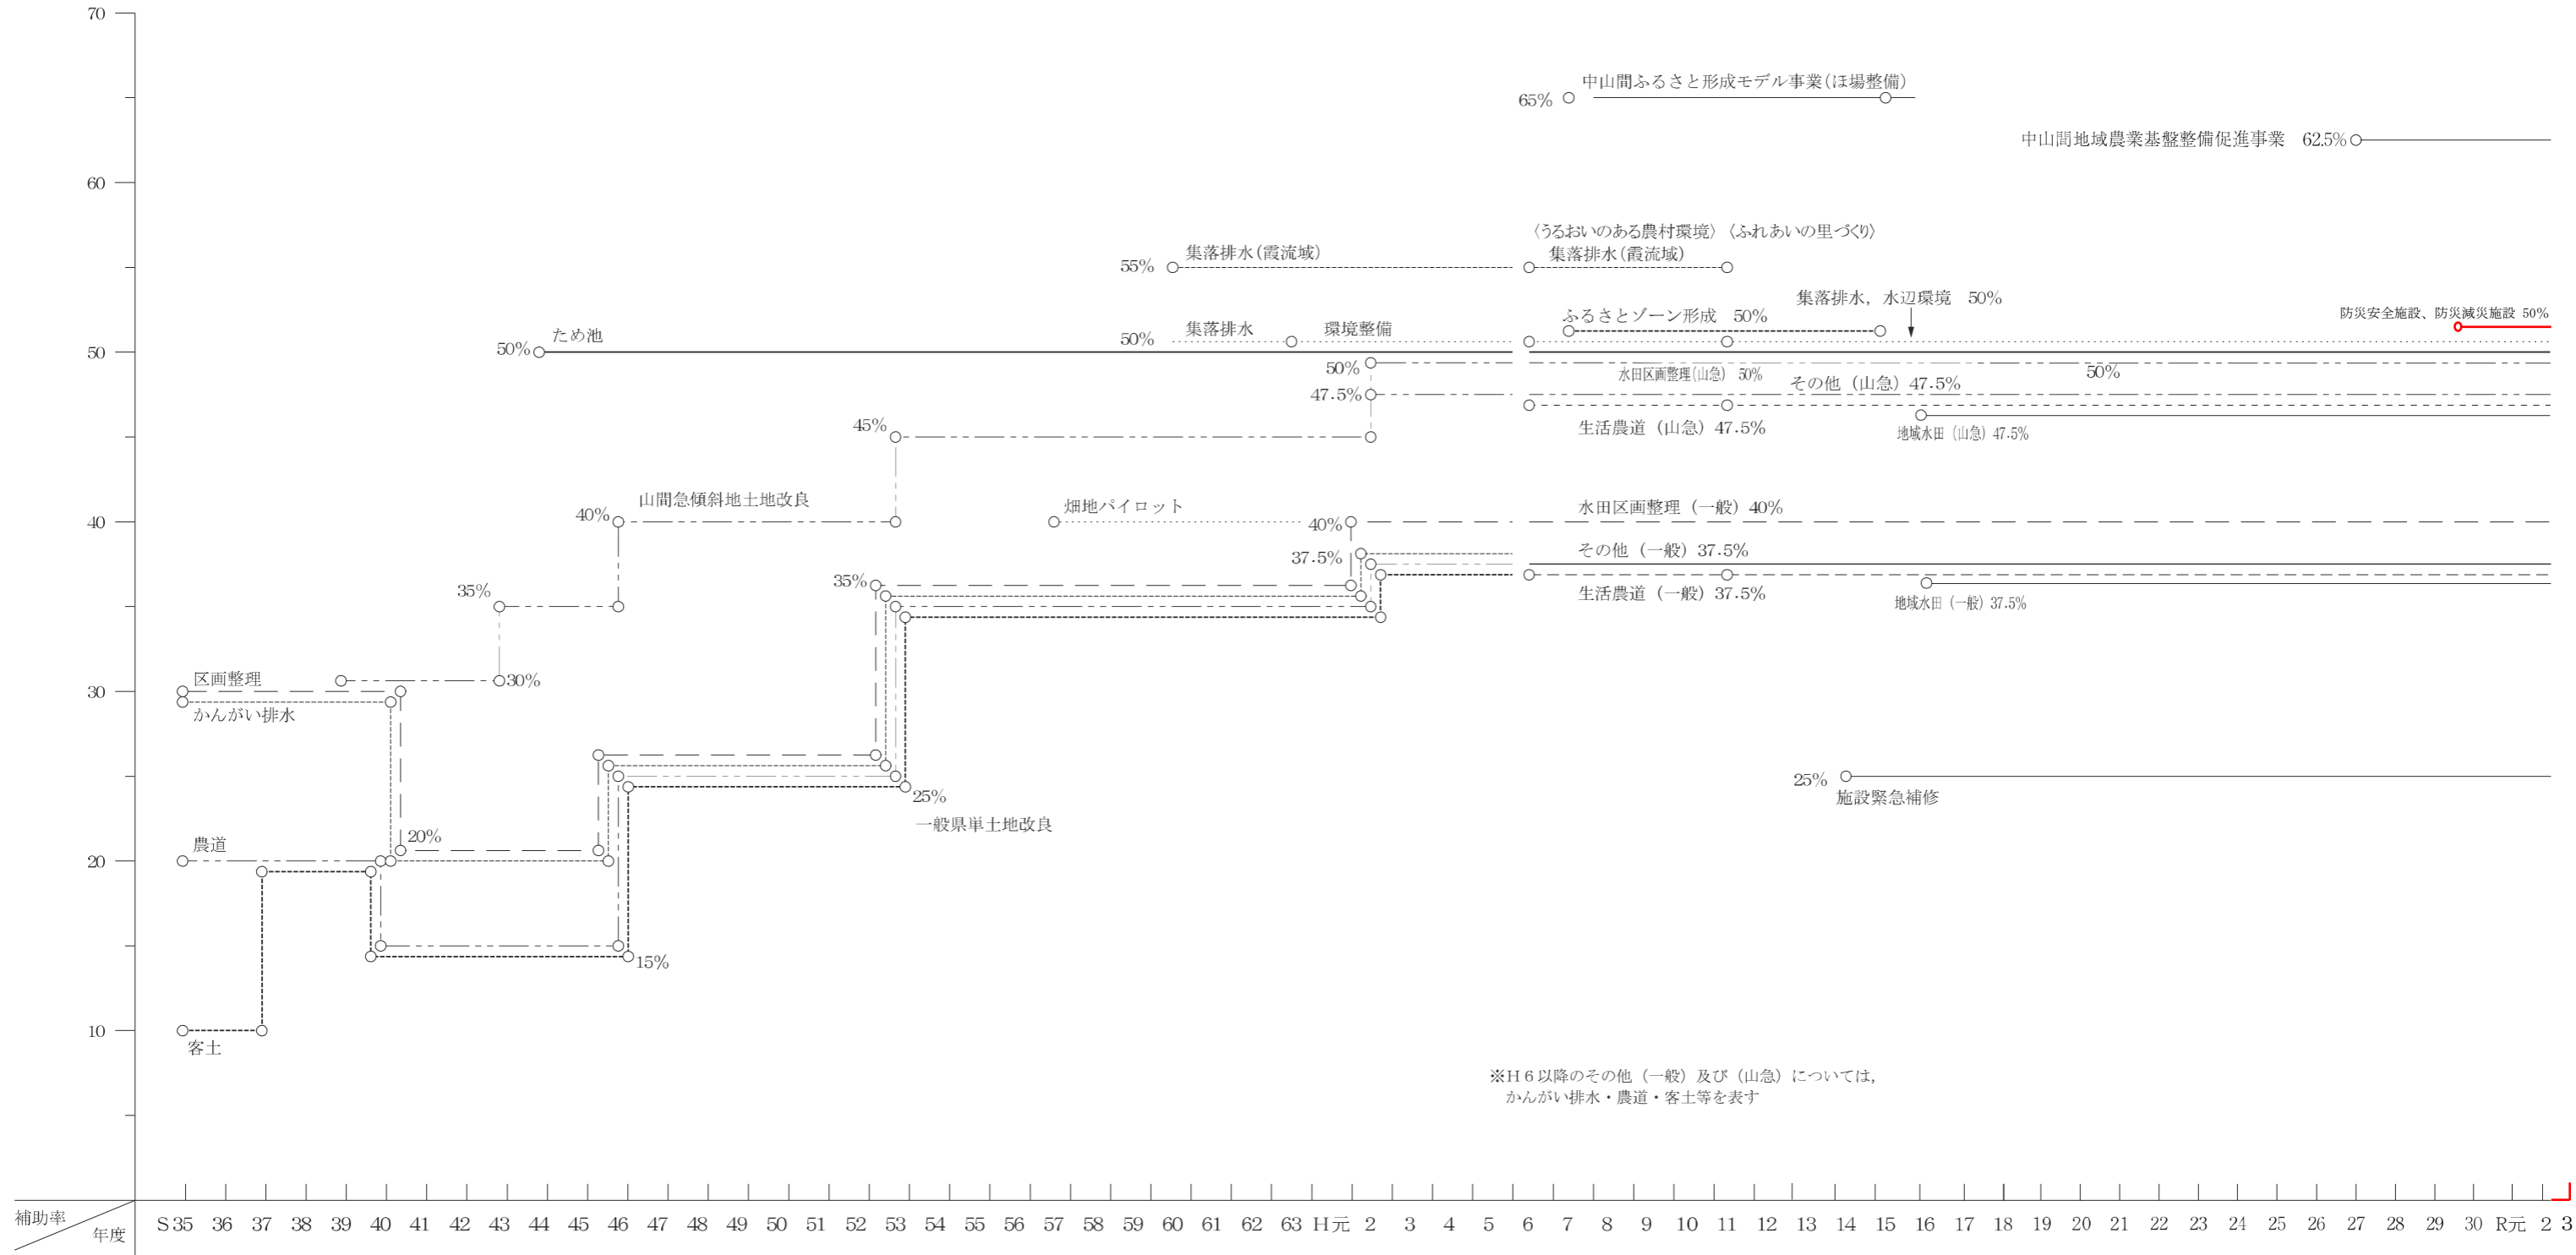 70
中山間ふるさと形成モデル事業(ほ場整備)
65%
中山間地域農業基盤整備促進事業 62.5%
60
〈うるおいのある農村環境〉〈ふれあいの里づくり〉
集落排水(霞流域)
集落排水(霞流域)
55%
集落排水，水辺環境 50%
ふるさとゾーン形成 50%
防災安全施設、防災減災施設 50%
50%
集落排水
環境整備
ため池
50%
50
50%
水田区画整理(山急) 50%
50%
その他（山急）47.5%
47.5%
生活農道（山急）47.5%
地域水田（山急）47.5%
45%
山間急傾斜地土地改良
40%
畑地パイロット
水田区画整理（一般）40%
40
40%
その他（一般）37.5%
37.5%
35%
35%
生活農道（一般）37.5%
地域水田（一般）37.5%
区画整理
30%
30
かんがい排水
25%
施設緊急補修
25%
一般県単土地改良
20%
農道
20
15%
10
客土
※H６以降のその他（一般）及び（山急）については，
かんがい排水・農道・客土等を表す
補助率
年度
S35 36 37 38 39 40 41 42 43 44 45 46 47 48 49 50 51 52 53 54 55 56 57 58 59 60 61 62 63 H元 2 3 4 5 6 7 8 9 10 11 12 13 14 15 16 17 18 19 20 21 22 23 24 25 26 27 28 29 30 R元 2 3